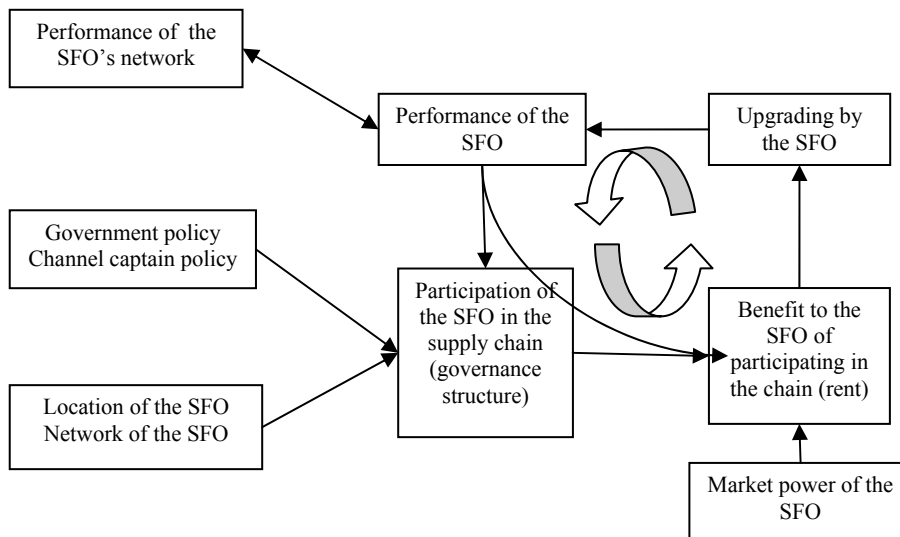 Performance of the
SFO's network
Performance of the
SFO
Upgrading by
the SFO
Government policy
Channel captain policy
Participation of
the SFO in the
supply chain
(governance
structure)
Benefit to the
SFO of
participating in
the chain (rent)
Location of the SFO
Network of the SFO
Market power of the
SFO